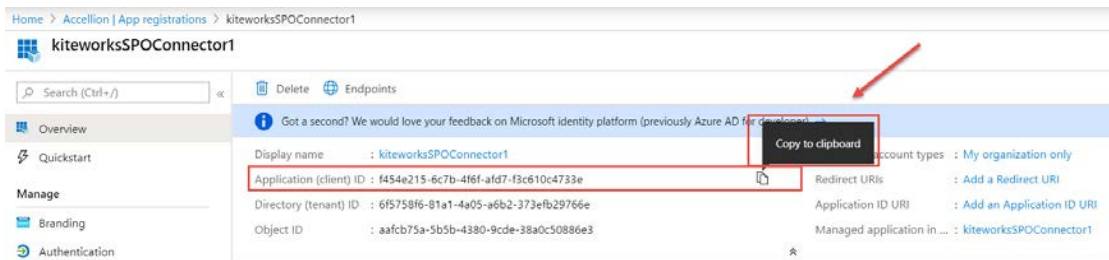 Home > Accellion | App registrations > kiteworksSPOConnector1
kiteworksSPOConnector1
Search (Ctrl+/)
Delete Endpoints
Overview
Got a second? We would love your feedback on Microsoft identity platform (previously Azure AD for developer).
Copy to clipboard
Quickstart
Display name : kiteworksSPOConnector1
account types : My organization only
Manage
Application (client) ID : f454e215-6c7b-4f6f-afd7-f3c610c4733e
Redirect URIs : Add a Redirect URI
Directory (tenant) ID : 6f5758f6-81a1-4a05-a6b2-373efb29766e
Application ID URI : Add an Application ID URI
Branding
Object ID : aafcb75a-5b5b-4380-9cde-38a0c50886e3
Managed application in ... : kiteworksSPOConnector1
Authentication